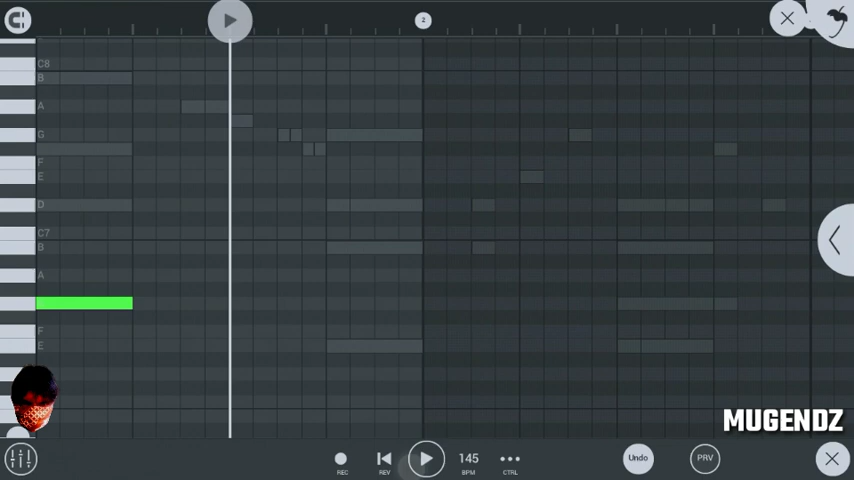 2
C8
B
A
G
F
E
D
C7
B
A
F
E
MUGENDZ
145
Undo
PRV
REC
REV
BPM
CTRL